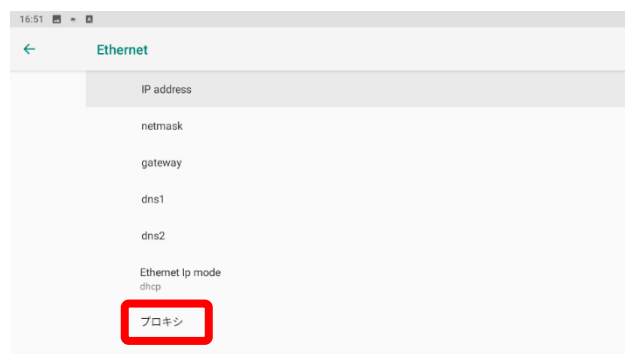 16:51
Ethernet
IP address
netmask
gateway
dns1
dns2
Ethernet Ip mode
dhcp
プロキシ